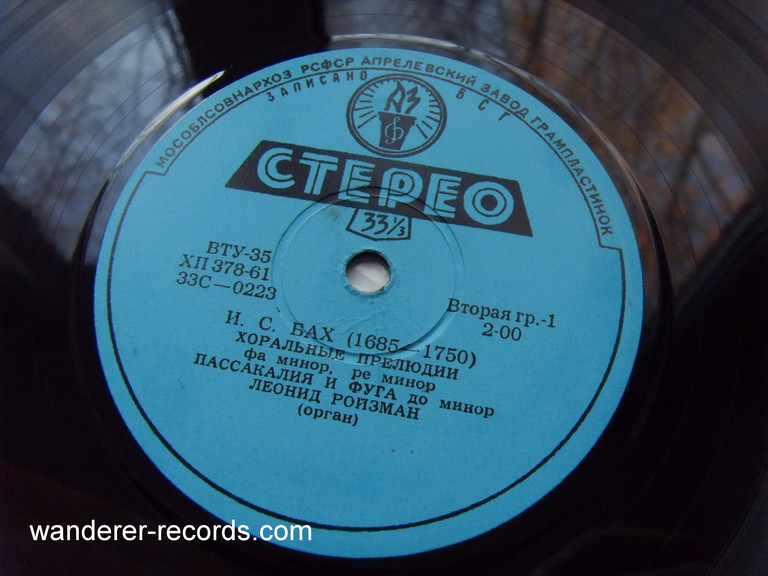 МОСОБЛСОВНАРХОЗ РСФСР АПРЕЛЕВСКИЙ ЗАВОД ГРАМПЛАСТИНОК
ЗАПИСАНО ВСГ
АЗ
СТЕРЕО
33⅓
ВТУ-35
ХП 378-61
33С—0223
Вторая гр.-1
2-00
И. С. БАХ (1685—1750)
ХОРАЛЬНЫЕ ПРЕЛЮДИИ
фа минор, ре минор
ПАССАКАЛИЯ И ФУГА до минор
ЛЕОНИД РОЙЗМАН
(орган)
wanderer-records.com